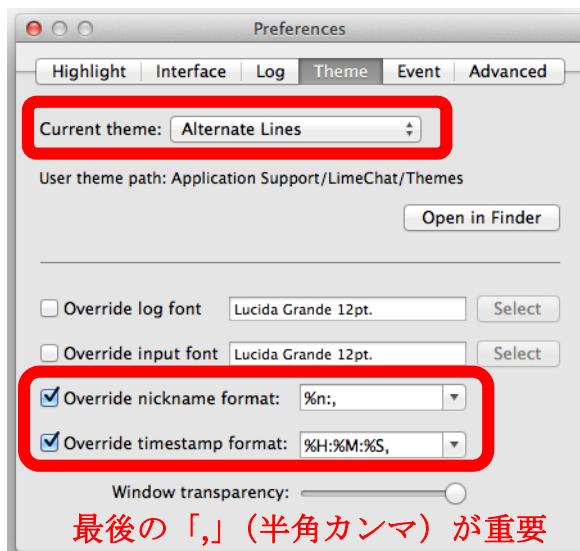 Preferences
Highlight Interface Log Theme Event Advanced
Current theme: Alternate Lines
User theme path: Application Support/LimeChat/Themes
Open in Finder
Override log font Lucida Grande 12pt. Select
Override input font Lucida Grande 12pt. Select
Override nickname format: %n:,
Override timestamp format: %H:%M:%S,
Window transparency:
最後の「,」（半角カンマ）が重要